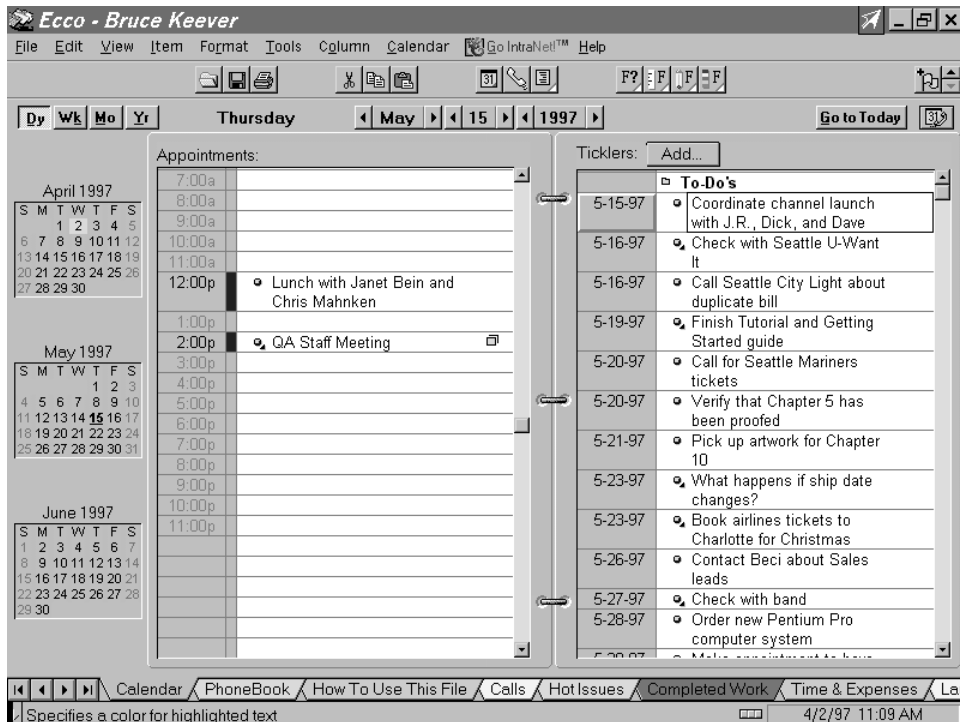 Ecco - Bruce Keever
File Edit View Item Format Tools Column Calendar Go IntraNet!™ Help
31 F? F F F
Dy Wk Mo Yr Thursday May 15 1997 Go to Today 31
Appointments:
Ticklers: Add...
April 1997
S M T W T F S
1 2 3 4 5
6 7 8 9 10 11 12
13 14 15 16 17 18 19
20 21 22 23 24 25 26
27 28 29 30
May 1997
S M T W T F S
1 2 3
4 5 6 7 8 9 10
11 12 13 14 15 16 17
18 19 20 21 22 23 24
25 26 27 28 29 30 31
June 1997
S M T W T F S
1 2 3 4 5 6 7
8 9 10 11 12 13 14
15 16 17 18 19 20 21
22 23 24 25 26 27 28
29 30
7:00a
8:00a
9:00a
10:00a
11:00a
12:00p Lunch with Janet Bein and
Chris Mahnken
1:00p
2:00p QA Staff Meeting
3:00p
4:00p
5:00p
6:00p
7:00p
8:00p
9:00p
10:00p
11:00p
To-Do's
5-15-97 Coordinate channel launch
with J.R., Dick, and Dave
5-16-97 Check with Seattle U-Want
It
5-16-97 Call Seattle City Light about
duplicate bill
5-19-97 Finish Tutorial and Getting
Started guide
5-20-97 Call for Seattle Mariners
tickets
5-20-97 Verify that Chapter 5 has
been proofed
5-21-97 Pick up artwork for Chapter
10
5-23-97 What happens if ship date
changes?
5-23-97 Book airlines tickets to
Charlotte for Christmas
5-26-97 Contact Beci about Sales
leads
5-27-97 Check with band
5-28-97 Order new Pentium Pro
computer system
Make appointment to have
Calendar PhoneBook How To Use This File Calls Hot Issues Completed Work Time & Expenses La
Specifies a color for highlighted text 4/2/97 11:09 AM